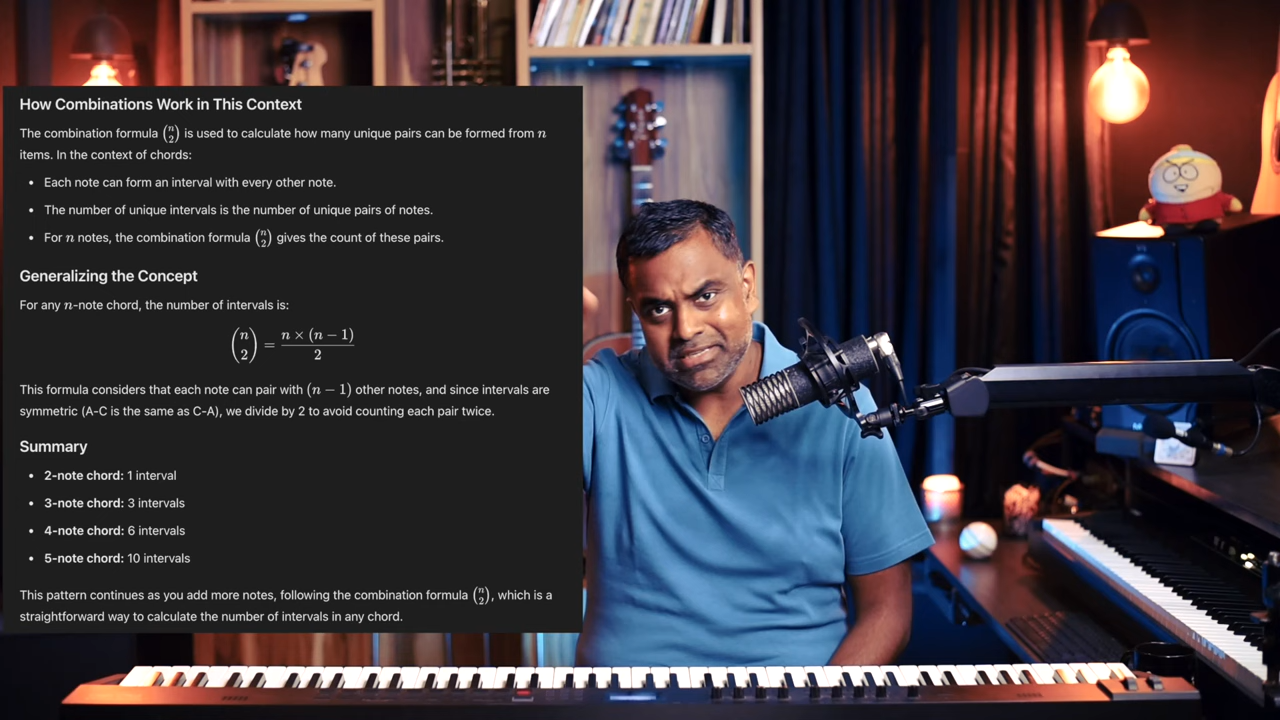 How Combinations Work in This Context
The combination formula (n 2) is used to calculate how many unique pairs can be formed from n
items. In the context of chords:
• Each note can form an interval with every other note.
• The number of unique intervals is the number of unique pairs of notes.
• For n notes, the combination formula (n 2) gives the count of these pairs.
Generalizing the Concept
For any n-note chord, the number of intervals is:
(n 2) = n × (n − 1) / 2
This formula considers that each note can pair with (n − 1) other notes, and since intervals are
symmetric (A-C is the same as C-A), we divide by 2 to avoid counting each pair twice.
Summary
• 2-note chord: 1 interval
• 3-note chord: 3 intervals
• 4-note chord: 6 intervals
• 5-note chord: 10 intervals
This pattern continues as you add more notes, following the combination formula (n 2), which is a
straightforward way to calculate the number of intervals in any chord.